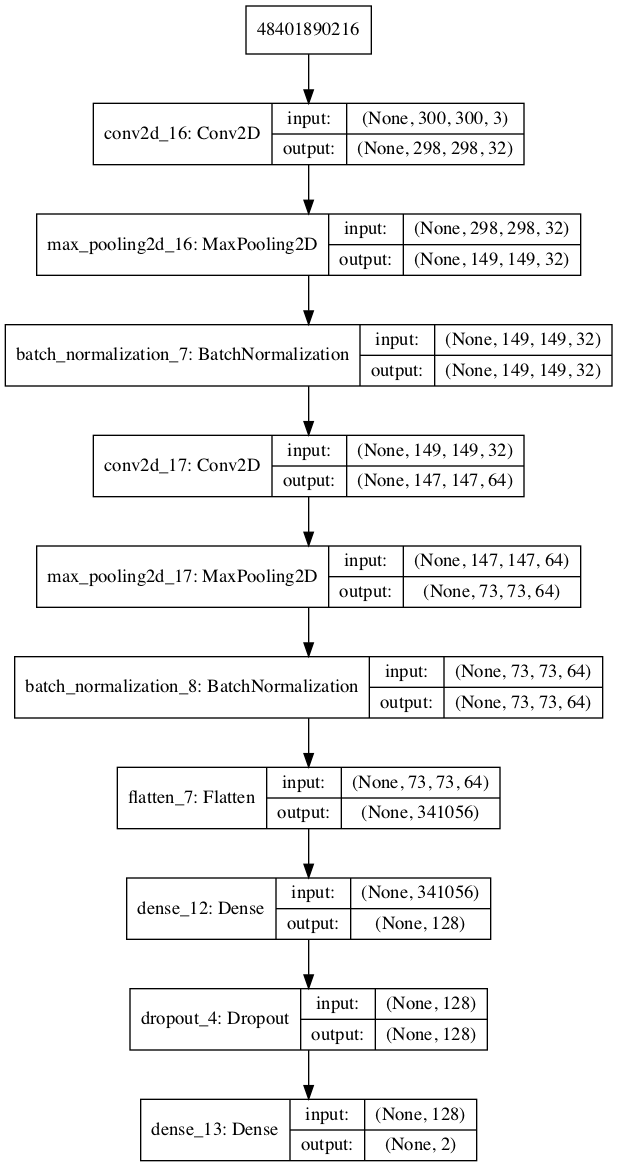 48401890216
conv2d_16: Conv2D
input:
(None, 300, 300, 3)
output:
(None, 298, 298, 32)
max_pooling2d_16: MaxPooling2D
input:
(None, 298, 298, 32)
output:
(None, 149, 149, 32)
batch_normalization_7: BatchNormalization
input:
(None, 149, 149, 32)
output:
(None, 149, 149, 32)
conv2d_17: Conv2D
input:
(None, 149, 149, 32)
output:
(None, 147, 147, 64)
max_pooling2d_17: MaxPooling2D
input:
(None, 147, 147, 64)
output:
(None, 73, 73, 64)
batch_normalization_8: BatchNormalization
input:
(None, 73, 73, 64)
output:
(None, 73, 73, 64)
flatten_7: Flatten
input:
(None, 73, 73, 64)
output:
(None, 341056)
dense_12: Dense
input:
(None, 341056)
output:
(None, 128)
dropout_4: Dropout
input:
(None, 128)
output:
(None, 128)
dense_13: Dense
input:
(None, 128)
output:
(None, 2)